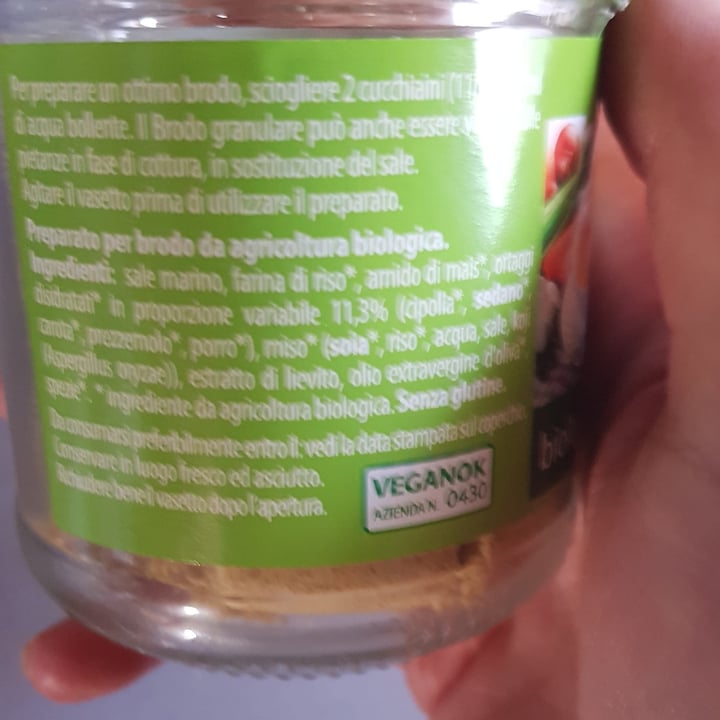 Per preparare un ottimo brodo, sciogliere 2 cucchiaini (1
di acqua bollente. Il Brodo granulare può anche essere
pietanze in fase di cottura, in sostituzione del sale.
Agitare il vasetto prima di utilizzare il preparato.
Preparato per brodo da agricoltura biologica.
Ingredienti: sale marino, farina di riso*, amido di mais*, ortaggi
disidratati* in proporzione variabile 11,3% (cipolla*, sedano*,
carota*, prezzemolo*, porro*), miso* (soia*, riso*, acqua, sale, koji
(Aspergillus oryzae)), estratto di lievito, olio extravergine d'oliva*,
spezie*. * ingrediente da agricoltura biologica. Senza glutine.
Da consumarsi preferibilmente entro il: vedi la data stampata sul coperchio.
Conservare in luogo fresco ed asciutto.
Richiudere bene il vasetto dopo l'apertura.
VEGANOK
AZIENDA N. 0430